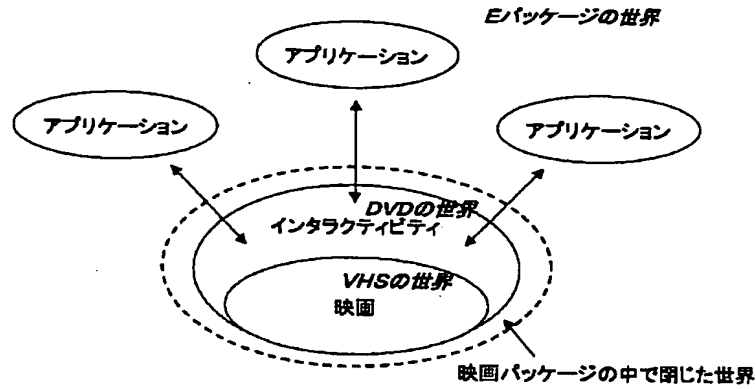 Eパッケージの世界
アプリケーション
アプリケーション
アプリケーション
DVDの世界
インタラクティビティ
VHSの世界
映画
映画パッケージの中で閉じた世界